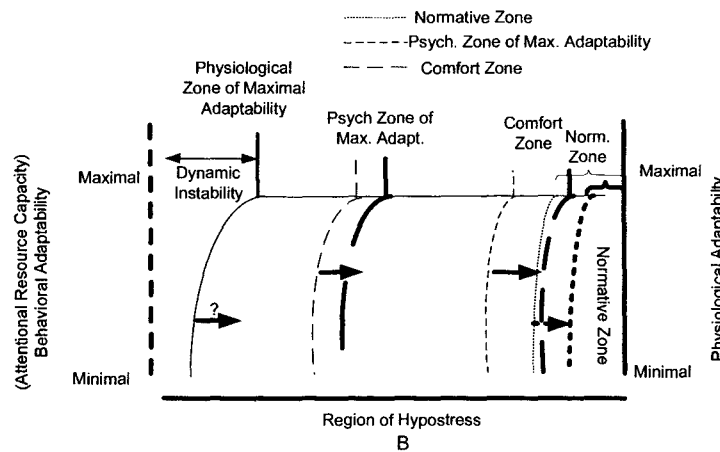 Normative Zone
Psych. Zone of Max. Adaptability
Comfort Zone
Physiological
Zone of Maximal
Adaptability
Psych Zone of
Max. Adapt.
Comfort
Zone
Norm.
Zone
Maximal
Dynamic
Instability
Maximal
(Attentional Resource Capacity)
Behavioral Adaptability
?
Normative Zone
Physiological Adaptability
Minimal
Minimal
Region of Hypostress
B